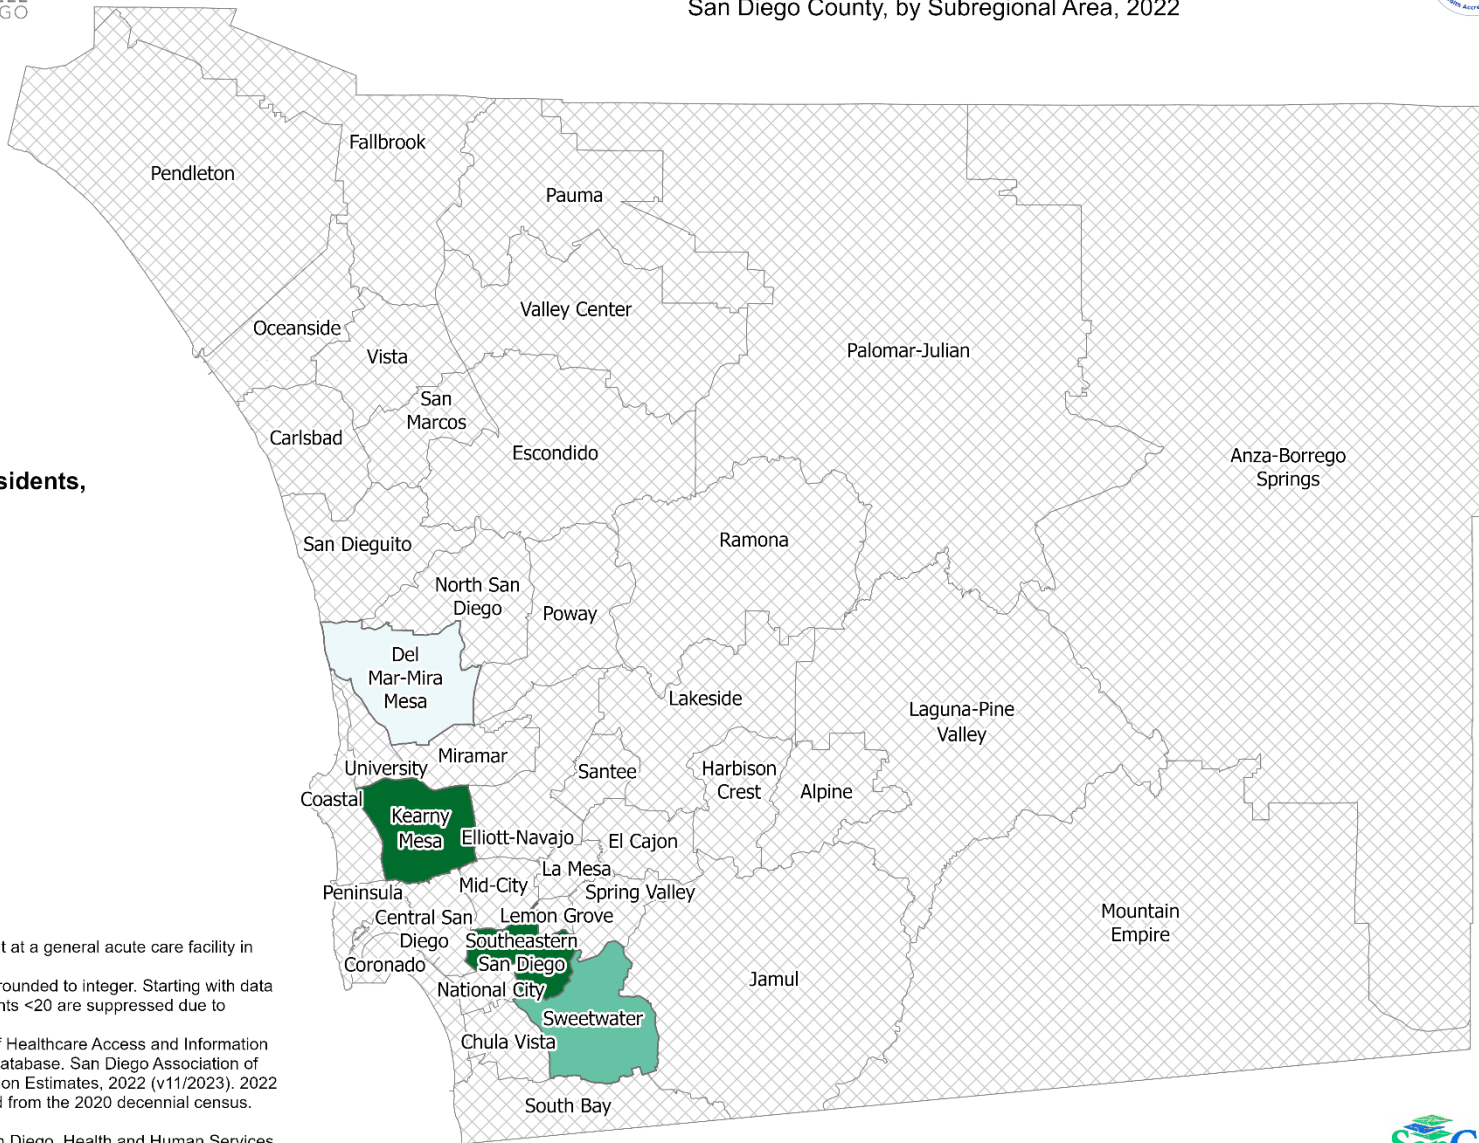 GO
San Diego County, by Subregional Area, 2022
Fallbrook
Pendleton
Pauma
Valley Center
Oceanside
Vista
Palomar-Julian
San
Marcos
Carlsbad
Escondido
Anza-Borrego
Springs
sidents,
San Dieguito
Ramona
North San
Diego
Poway
Del
Mar-Mira
Mesa
Lakeside
Laguna-Pine
Valley
Miramar
University
Santee
Harbison
Crest
Alpine
Coastal
Kearny
Mesa
Elliott-Navajo
El Cajon
La Mesa
Mid-City
Spring Valley
Peninsula
Central San
Diego
Lemon Grove
Mountain
Empire
Southeastern
San Diego
Coronado
Jamul
National City
Sweetwater
Chula Vista
South Bay
t at a general acute care facility in
rounded to integer. Starting with data
nts <20 are suppressed due to
f Healthcare Access and Information
atabase. San Diego Association of
on Estimates, 2022 (v11/2023). 2022
d from the 2020 decennial census.
n Diego, Health and Human Services